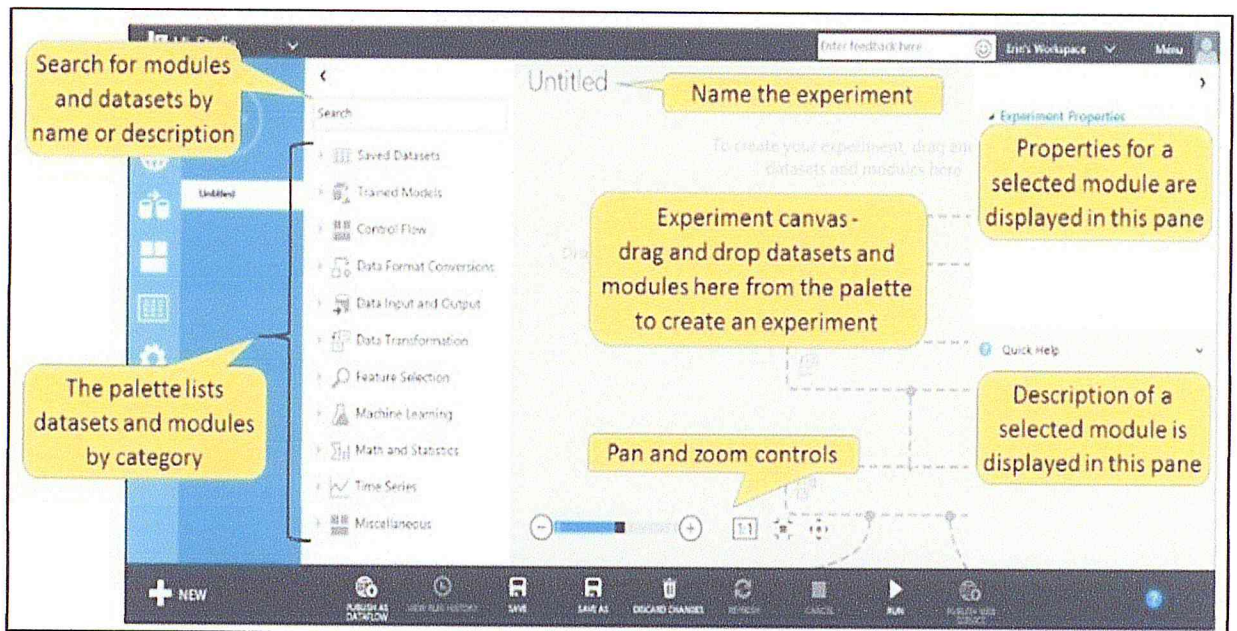 ML Studio
Enter feedback here
Erin's Workspace
Menu
Search for modules
and datasets by
name or description
Untitled
Name the experiment
Search
Experiment Properties
To create your experiment, drag and
datasets and modules here
Properties for a
selected module are
displayed in this pane
Saved Datasets
Untitled
Trained Models
Control Flow
Experiment canvas -
drag and drop datasets and
modules here from the palette
to create an experiment
Data Format Conversions
Data Input and Output
Data Transformation
Quick Help
The palette lists
datasets and modules
by category
Feature Selection
Machine Learning
Math and Statistics
Description of a
selected module is
displayed in this pane
Pan and zoom controls
Time Series
Miscellaneous
1:1
NEW
PUBLISH AS
DATAFLOW
VIEW RUN HISTORY
SAVE
SAVE AS
DISCARD CHANGES
REFRESH
CANCEL
RUN
PUBLISH WEB
SERVICE